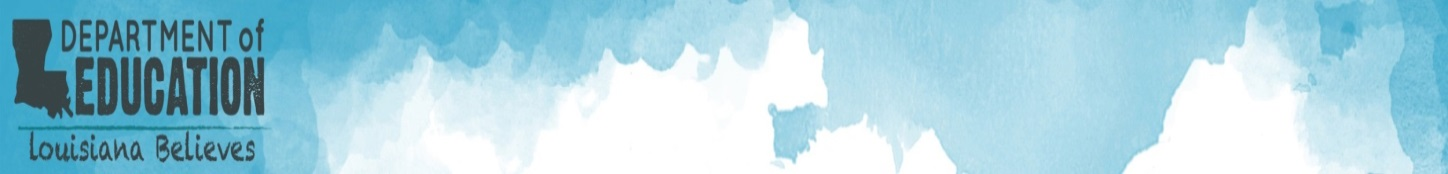 DEPARTMENT of
EDUCATION
Louisiana Believes